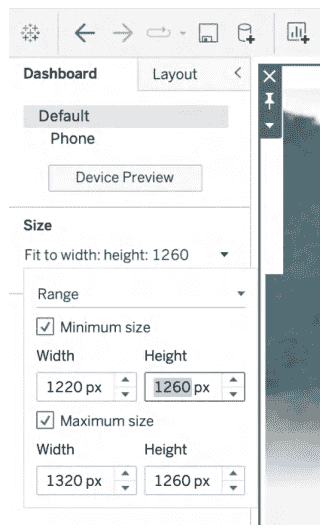 Dashboard Layout
Default
Phone
Device Preview
Size
Fit to width: height: 1260
Range
Minimum size
Width Height
1220 px 1260 px
Maximum size
Width Height
1320 px 1260 px